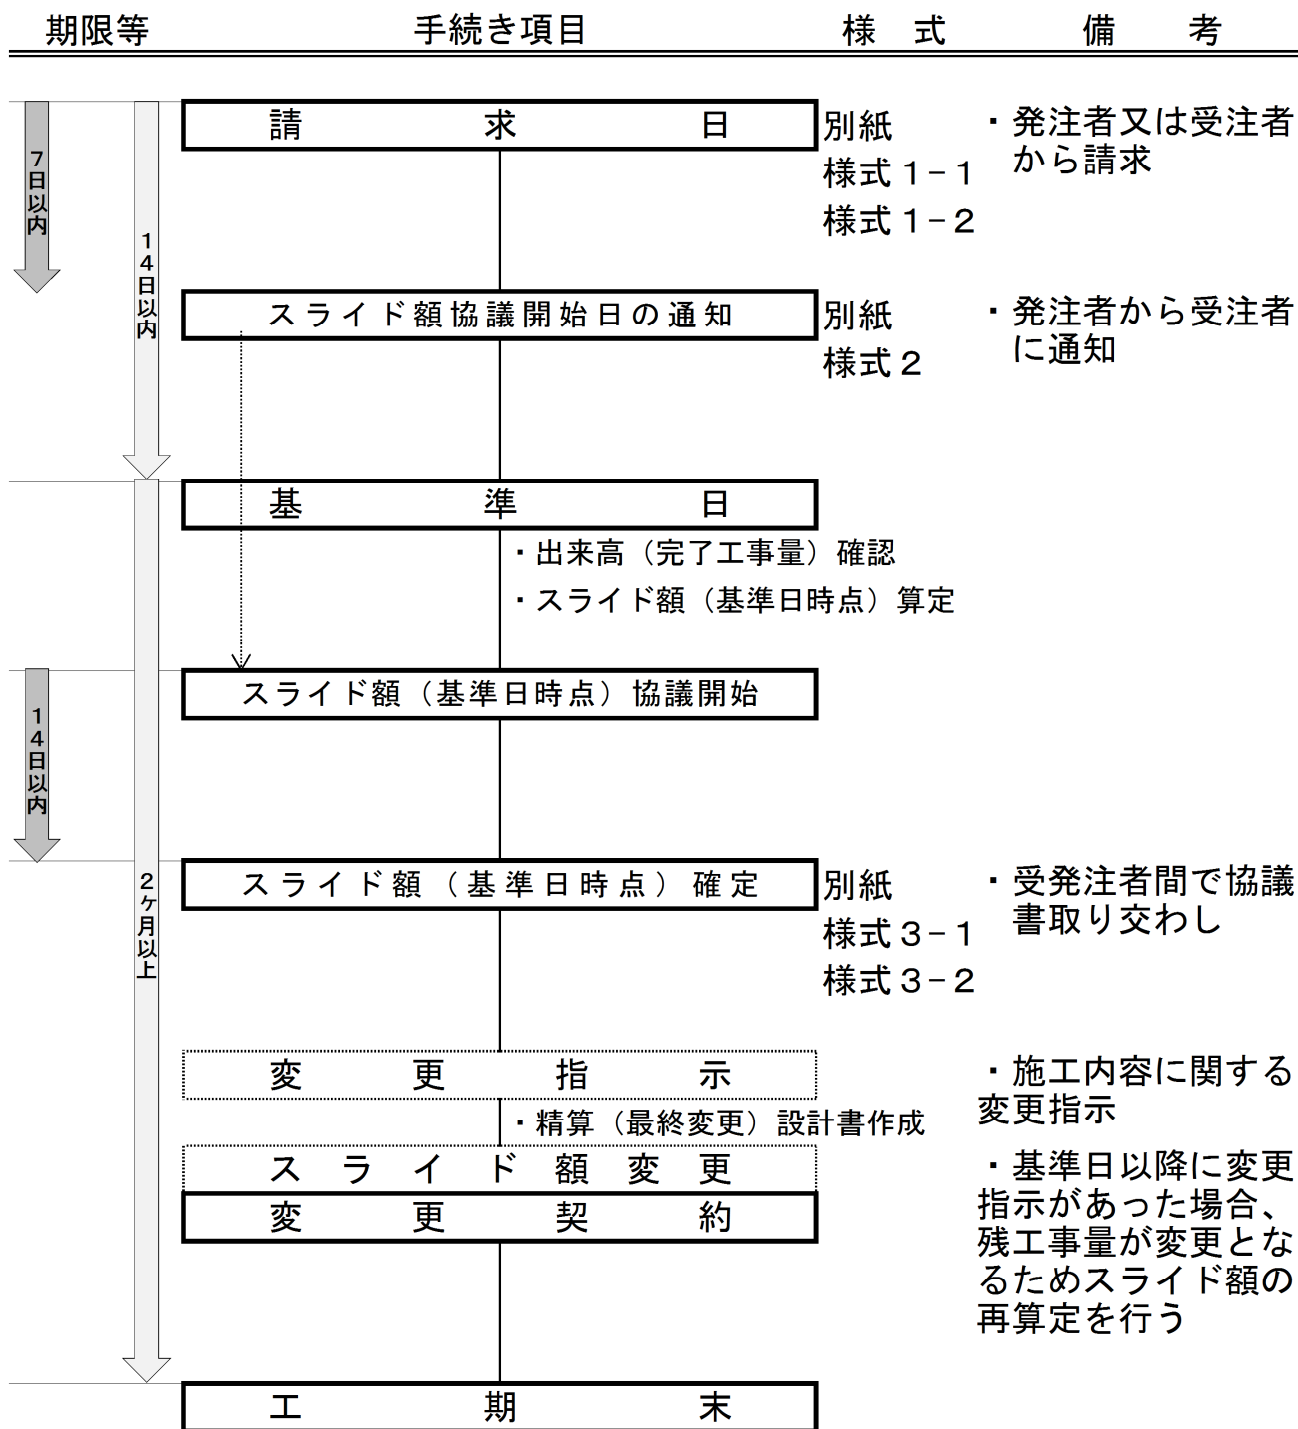 期限等 手続き項目 様 式 備 考
請 求 日
別紙
様式1-1
様式1-2
・発注者又は受注者
から請求
7日以内
14日以内
スライド額協議開始日の通知
別紙
様式2
・発注者から受注者
に通知
基 準 日
・出来高（完了工事量）確認
・スライド額（基準日時点）算定
スライド額（基準日時点）協議開始
14日以内
2ヶ月以上
スライド額（基準日時点）確定
別紙
様式3-1
様式3-2
・受発注者間で協議
書取り交わし
変 更 指 示
・施工内容に関する
変更指示
・精算（最終変更）設計書作成
スライド額変更
変 更 契 約
・基準日以降に変更
指示があった場合、
残工事量が変更とな
るためスライド額の
再算定を行う
工 期 末